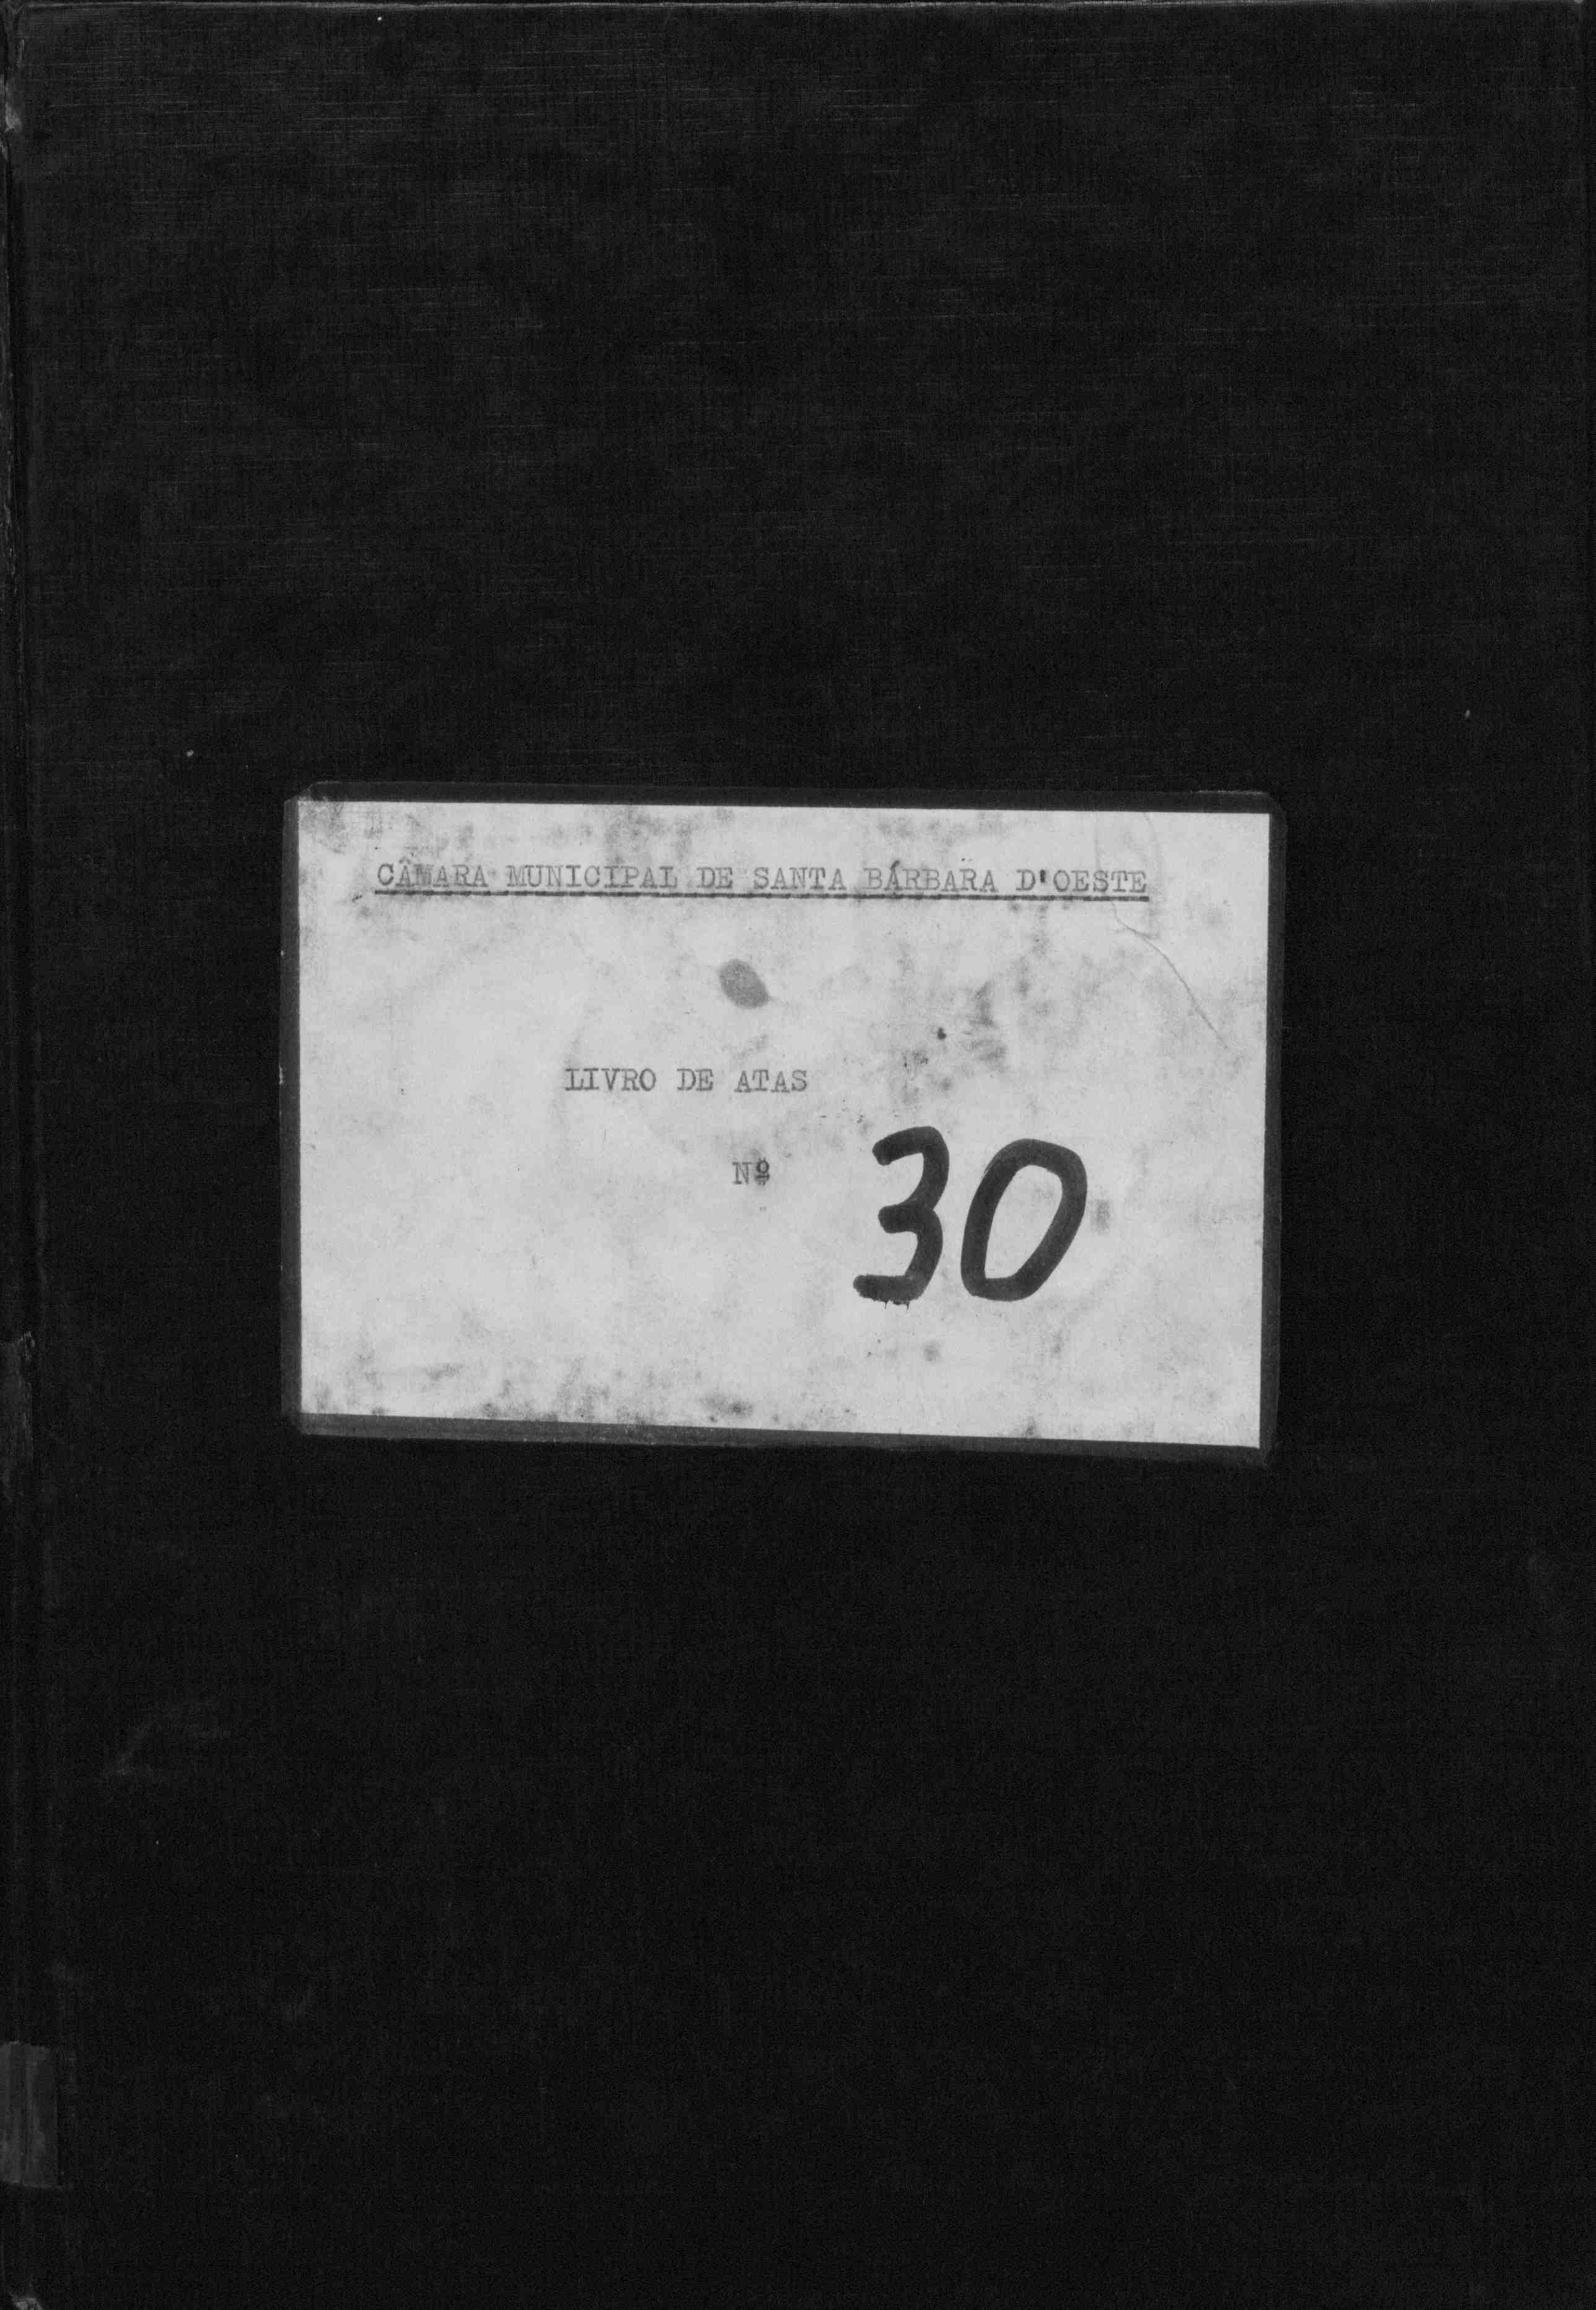 CÂMARA MUNICIPAL DE SANTA BÁRBARA D'OESTE
LIVRO DE ATAS
Nº 30